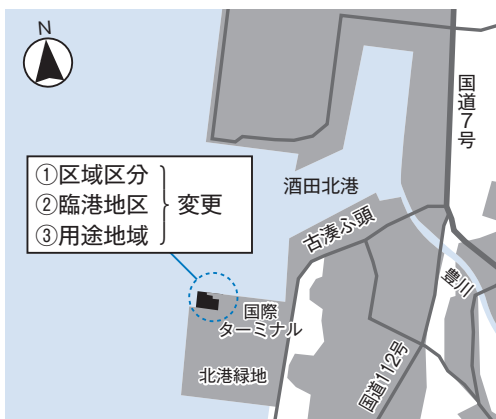 N
国道7号
①区域区分
②臨港地区
③用途地域
変更
酒田北港
古湊ふ頭
豊川
国際
ターミナル
北港緑地
国道112号